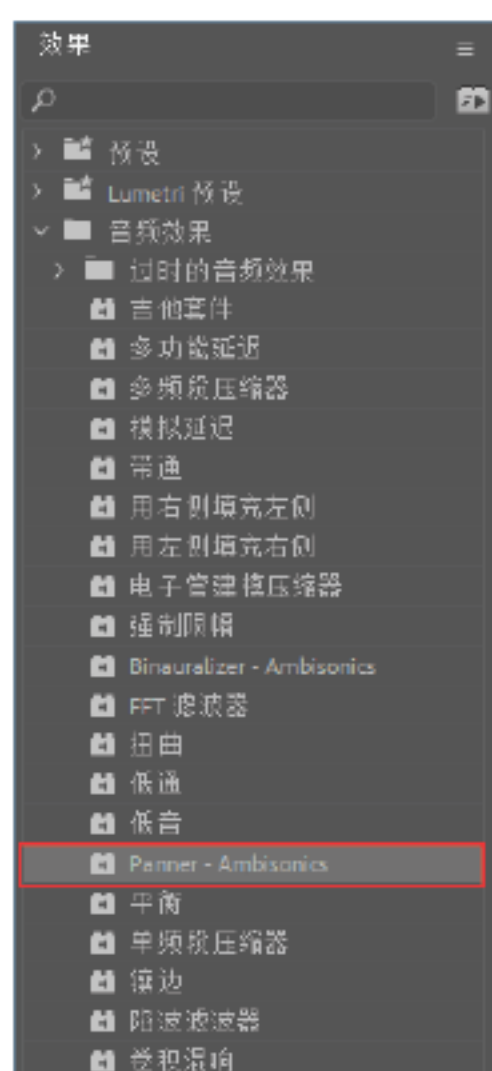 效果
预设
Lumetri 预设
音频效果
过时的音频效果
吉他套件
多功能延迟
多频段压缩器
模拟延迟
带通
用右侧填充左侧
用左侧填充右侧
电子管建模压缩器
强制限幅
Binauralizer - Ambisonics
FFT 滤波器
扭曲
低通
低音
Panner - Ambisonics
平衡
单频段压缩器
镶边
陷波滤波器
卷积混响